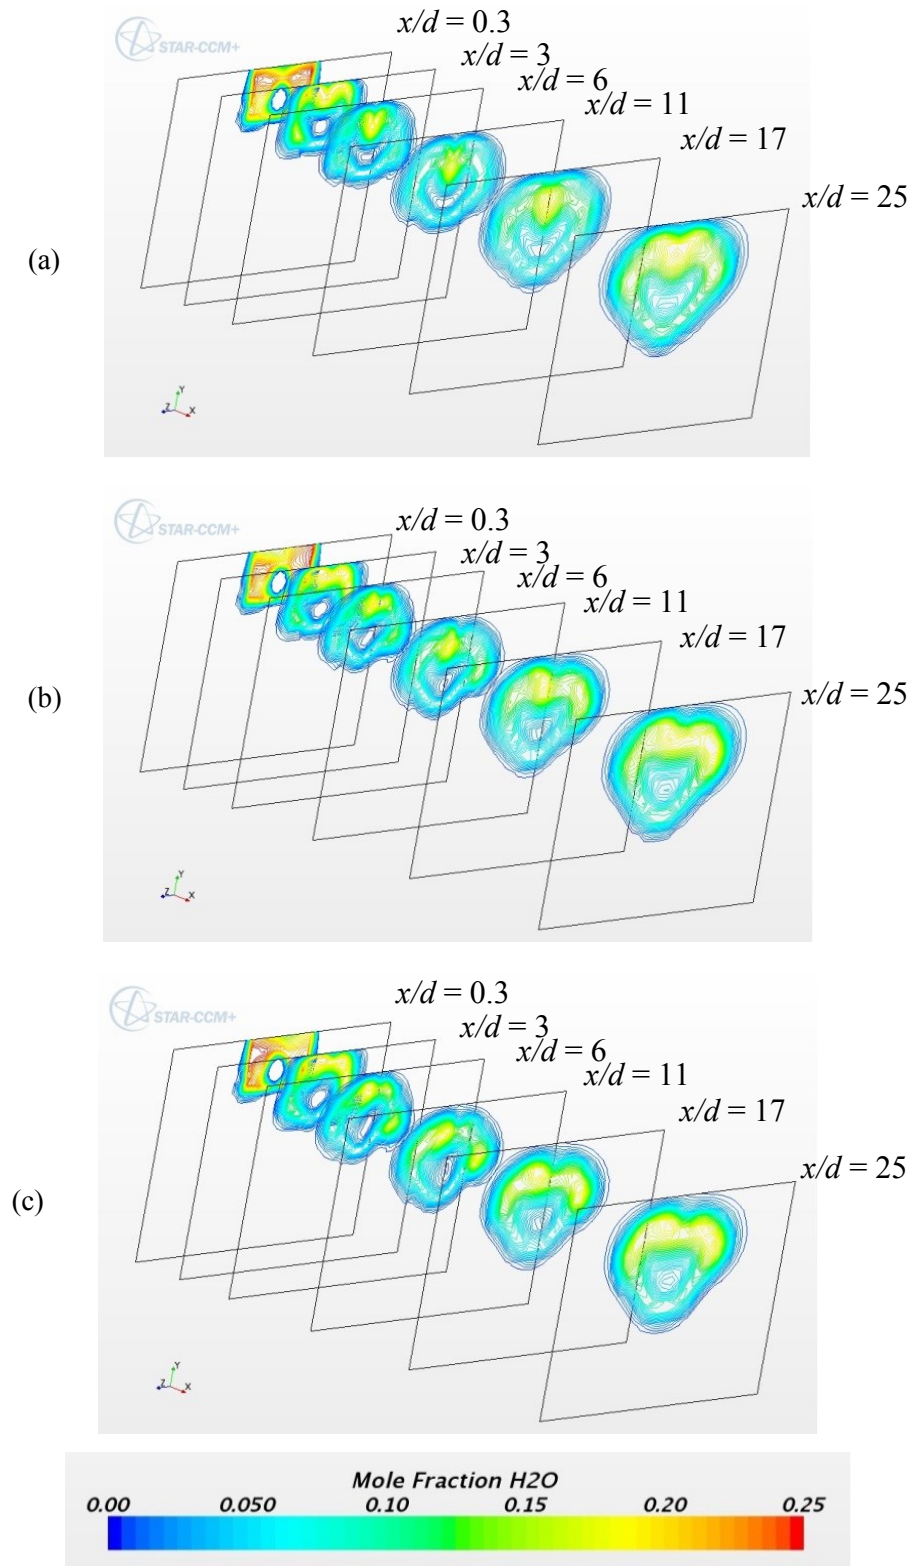 x/d = 0.3
x/d = 3
x/d = 6
x/d = 11
x/d = 17
x/d = 25
STAR-CCM+
(a)
Y
Z
X
x/d = 0.3
x/d = 3
x/d = 6
x/d = 11
x/d = 17
x/d = 25
STAR-CCM+
(b)
Y
Z
X
x/d = 0.3
x/d = 3
x/d = 6
x/d = 11
x/d = 17
x/d = 25
STAR-CCM+
(c)
Y
Z
X
Mole Fraction H2O
0.00 0.050 0.10 0.15 0.20 0.25